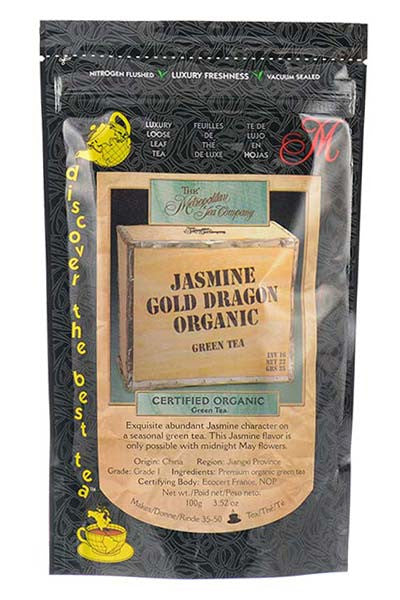 NITROGEN FLUSHED LUXURY FRESHNESS VACUUM SEALED
LUXURY
LOOSE
LEAF
TEA
FEUILLES
DE
THÉ
DE LUXE
TE DE
LUJO
EN
HOJAS
M
discover the best tea™
THE
Metropolitan
Tea Company
JASMINE
GOLD DRAGON
ORGANIC
GREEN TEA
CERTIFIED ORGANIC
Green Tea
Exquisite abundant Jasmine character on
a seasonal green tea. This Jasmine flavor is
only possible with midnight May flowers.
Origin: China Region: Jiangxi Province
Grade: Grade 1 Ingredients: Premium organic green tea
Certifying Body: Ecocert France, NOP
Net wt./Poid net/Peso neto:
100g 3.52 oz
Makes/Donne/Rinde 35-50 Tea/Thé/Té